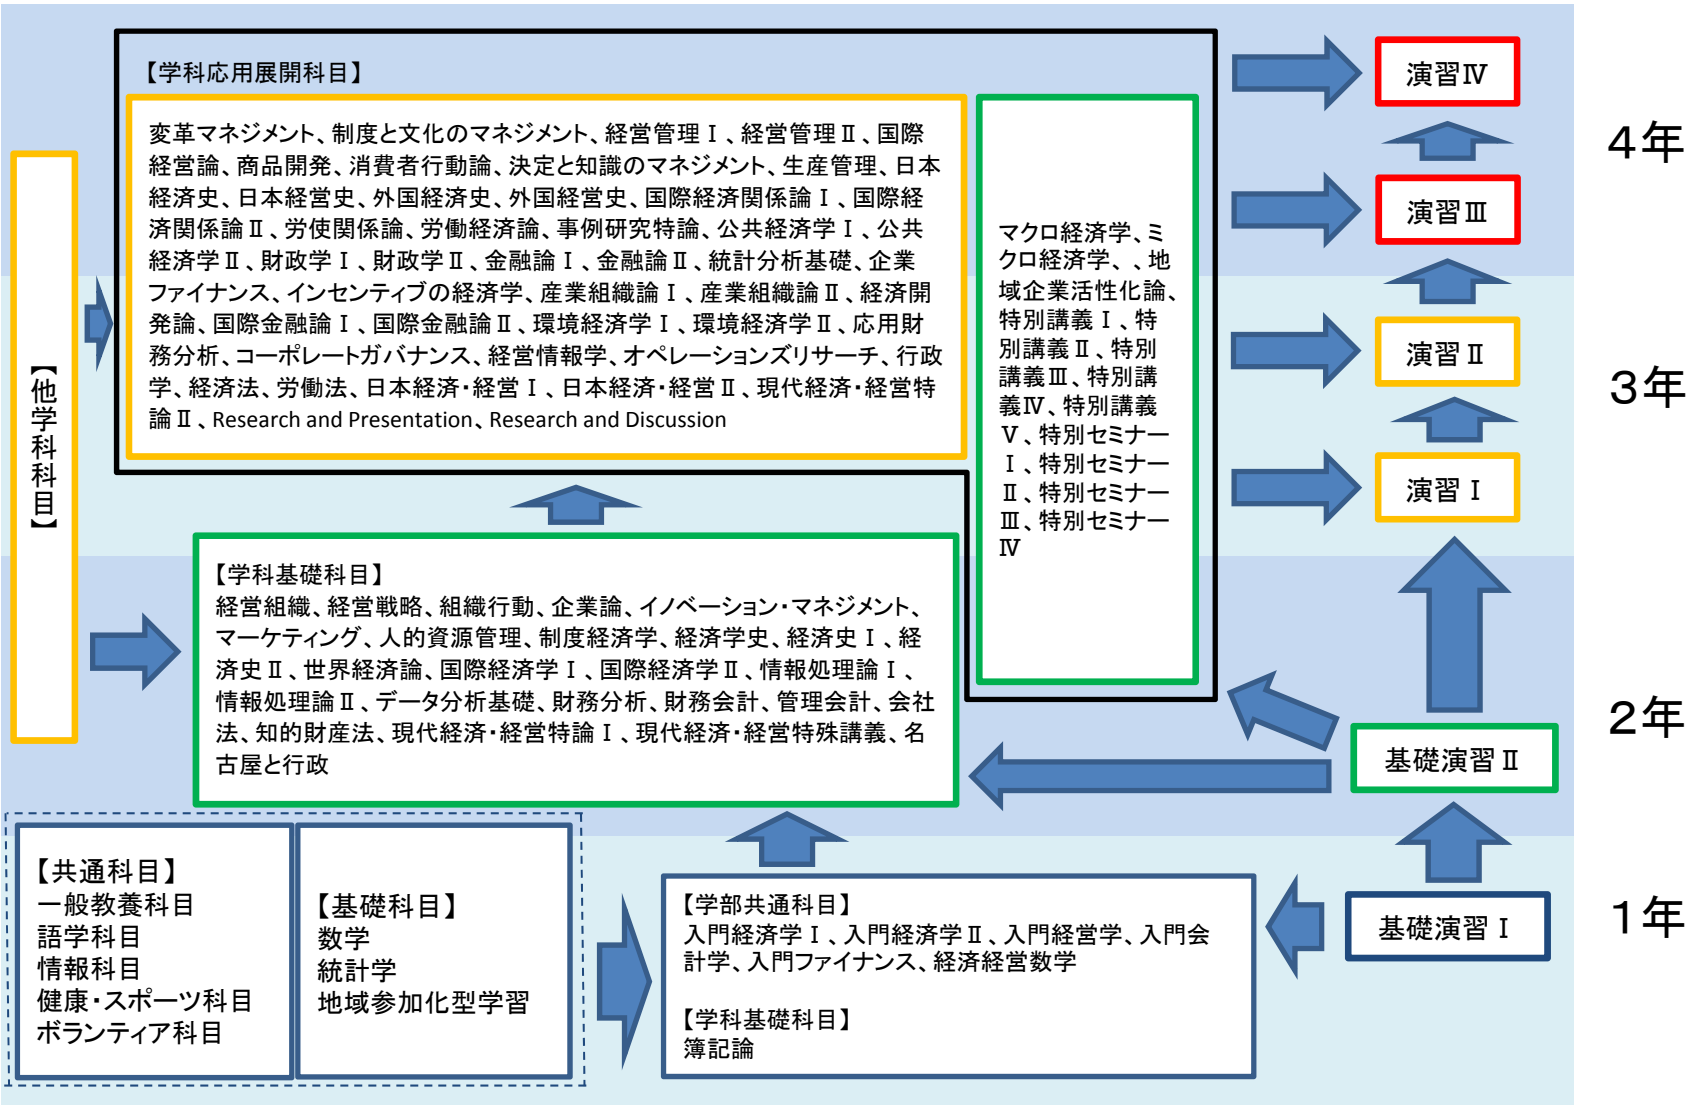 【学科応用展開科目】
変革マネジメント、制度と文化のマネジメント、経営管理Ⅰ、経営管理Ⅱ、国際
経営論、商品開発、消費者行動論、決定と知識のマネジメント、生産管理、日本
経済史、日本経営史、外国経済史、外国経営史、国際経済関係論Ⅰ、国際経
済関係論Ⅱ、労使関係論、労働経済論、事例研究特論、公共経済学Ⅰ、公共
経済学Ⅱ、財政学Ⅰ、財政学Ⅱ、金融論Ⅰ、金融論Ⅱ、統計分析基礎、企業
ファイナンス、インセンティブの経済学、産業組織論Ⅰ、産業組織論Ⅱ、経済開
発論、国際金融論Ⅰ、国際金融論Ⅱ、環境経済学Ⅰ、環境経済学Ⅱ、応用財
務分析、コーポレートガバナンス、経営情報学、オペレーションズリサーチ、行政
学、経済法、労働法、日本経済・経営Ⅰ、日本経済・経営Ⅱ、現代経済・経営特
論Ⅱ、Research and Presentation、Research and Discussion
マクロ経済学、ミ
クロ経済学、、地
域企業活性化論、
特別講義Ⅰ、特
別講義Ⅱ、特別
講義Ⅲ、特別講
義Ⅳ、特別講義
Ⅴ、特別セミナー
Ⅰ、特別セミナー
Ⅱ、特別セミナー
Ⅲ、特別セミナー
Ⅳ
演習Ⅳ
演習Ⅲ
4年
演習Ⅱ
演習Ⅰ
3年
【他学科科目】
【学科基礎科目】
経営組織、経営戦略、組織行動、企業論、イノベーション・マネジメント、
マーケティング、人的資源管理、制度経済学、経済学史、経済史Ⅰ、経
済史Ⅱ、世界経済論、国際経済学Ⅰ、国際経済学Ⅱ、情報処理論Ⅰ、
情報処理論Ⅱ、データ分析基礎、財務分析、財務会計、管理会計、会社
法、知的財産法、現代経済・経営特論Ⅰ、現代経済・経営特殊講義、名
古屋と行政
基礎演習Ⅱ
2年
【共通科目】
一般教養科目
語学科目
情報科目
健康・スポーツ科目
ボランティア科目
【基礎科目】
数学
統計学
地域参加化型学習
【学部共通科目】
入門経済学Ⅰ、入門経済学Ⅱ、入門経営学、入門会
計学、入門ファイナンス、経済経営数学
【学科基礎科目】
簿記論
基礎演習Ⅰ
1年